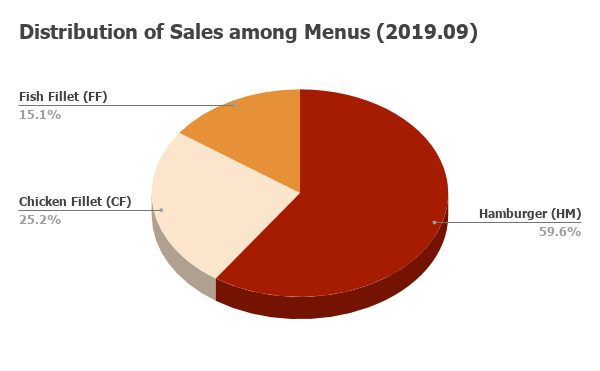 Distribution of Sales among Menus (2019.09)
Fish Fillet (FF)
15.1%
Chicken Fillet (CF)
25.2%
Hamburger (HM)
59.6%